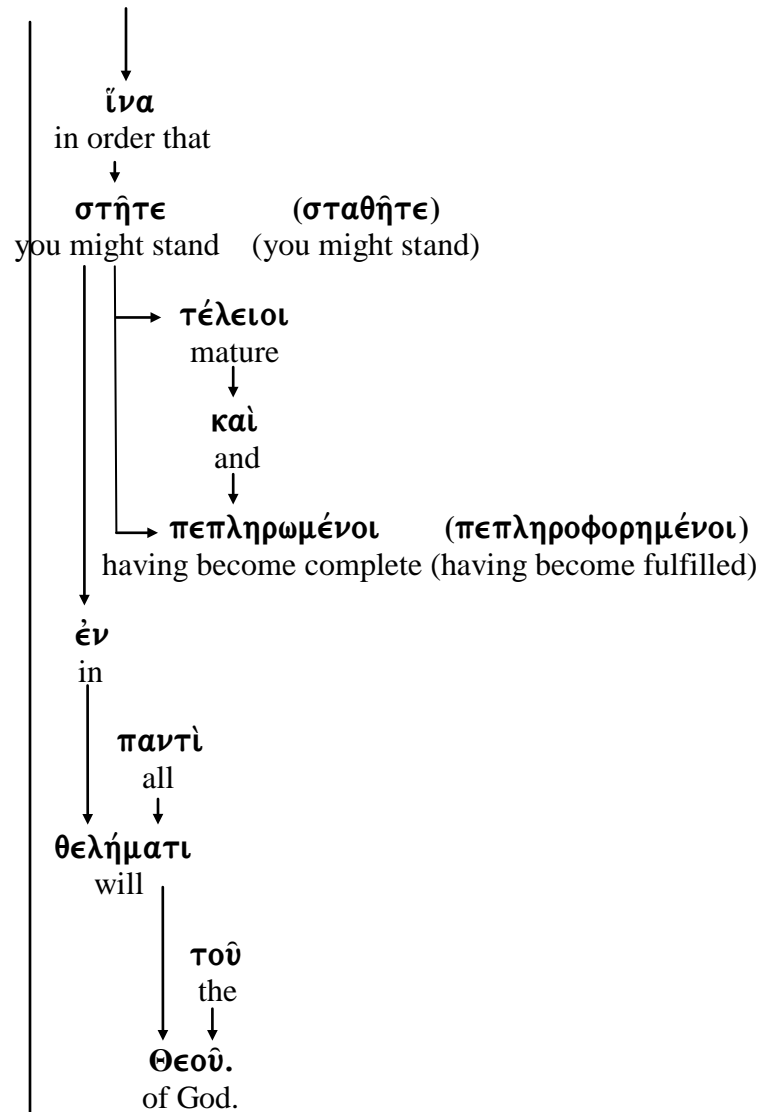 ἵνα
in order that
στῆτε (σταθῆτε)
you might stand (you might stand)
τέλειοι
mature
καὶ
and
πεπληρωμένοι (πεπληροφορημένοι)
having become complete (having become fulfilled)
ἐν
in
παντὶ
all
θελήματι
will
τοῦ
the
Θεοῦ.
of God.